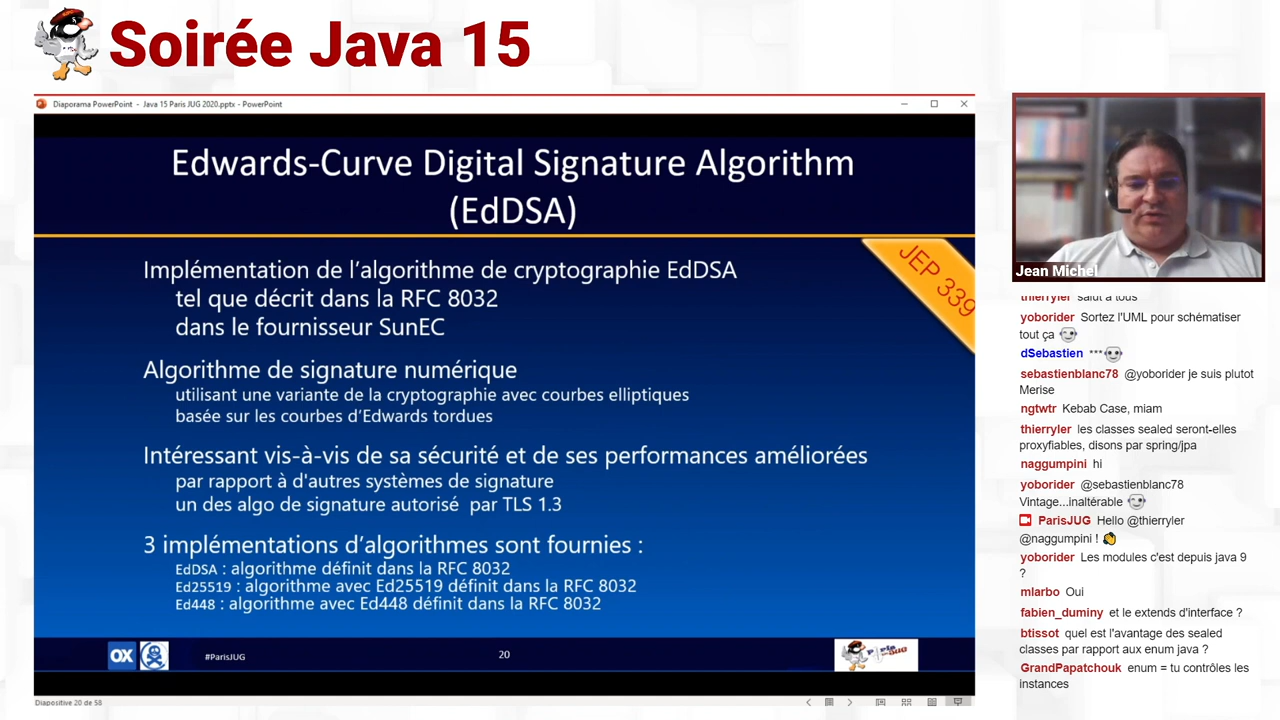 Soirée Java 15
Diaporama PowerPoint - Java 15 Paris JUG 2020.pptx - PowerPoint
Edwards-Curve Digital Signature Algorithm
(EdDSA)
JEP 339
Implémentation de l'algorithme de cryptographie EdDSA
tel que décrit dans la RFC 8032
dans le fournisseur SunEC
Algorithme de signature numérique
utilisant une variante de la cryptographie avec courbes elliptiques
basée sur les courbes d'Edwards tordues
Intéressant vis-à-vis de sa sécurité et de ses performances améliorées
par rapport à d'autres systèmes de signature
un des algo de signature autorisé par TLS 1.3
3 implémentations d'algorithmes sont fournies :
EdDSA : algorithme définit dans la RFC 8032
Ed25519 : algorithme avec Ed25519 définit dans la RFC 8032
Ed448 : algorithme avec Ed448 définit dans la RFC 8032
OX
#ParisJUG
20
Diapositive 20 de 58
Jean Michel
thierryler salut à tous
yoborider Sortez l'UML pour schématiser
tout ça
dSebastien ***
sebastienblanc78 @yoborider je suis plutot
Merise
ngtwtr Kebab Case, miam
thierryler les classes sealed seront-elles
proxyfiables, disons par spring/jpa
naggumpini hi
yoborider @sebastienblanc78
Vintage...inaltérable
ParisJUG Hello @thierryler
@naggumpini !
yoborider Les modules c'est depuis java 9
?
mlarbo Oui
fabien_duminy et le extends d'interface ?
btissot quel est l'avantage des sealed
classes par rapport aux enum java ?
GrandPapatchouk enum = tu contrôles les
instances